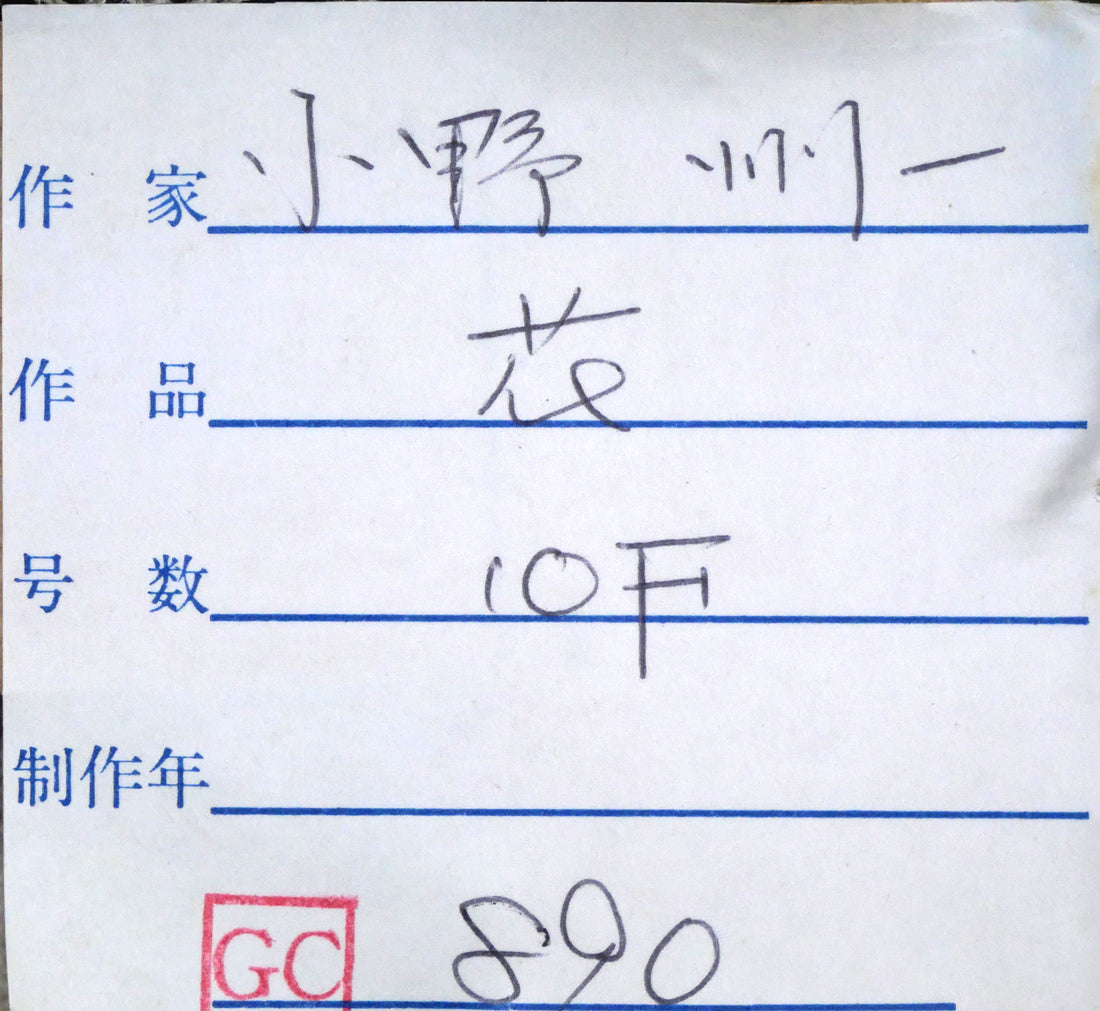 作家 小野 州一
作品 花
号数 10F
制作年
GC 890